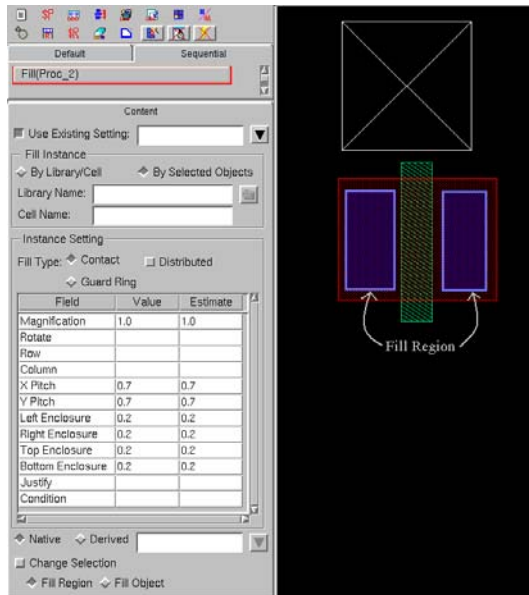 Default Sequential
Fill(Proc_2)
Content
Use Existing Setting:
Fill Instance
By Library/Cell By Selected Objects
Library Name:
Cell Name:
Instance Setting
Fill Type: Contact Distributed
Guard Ring
Field Value Estimate
Magnification 1.0 1.0
Rotate
Row
Column
X Pitch 0.7 0.7
Y Pitch 0.7 0.7
Left Enclosure 0.2 0.2
Right Enclosure 0.2 0.2
Top Enclosure 0.2 0.2
Bottom Enclosure 0.2 0.2
Justify
Condition
Native Derived
Change Selection
Fill Region Fill Object
Fill Region